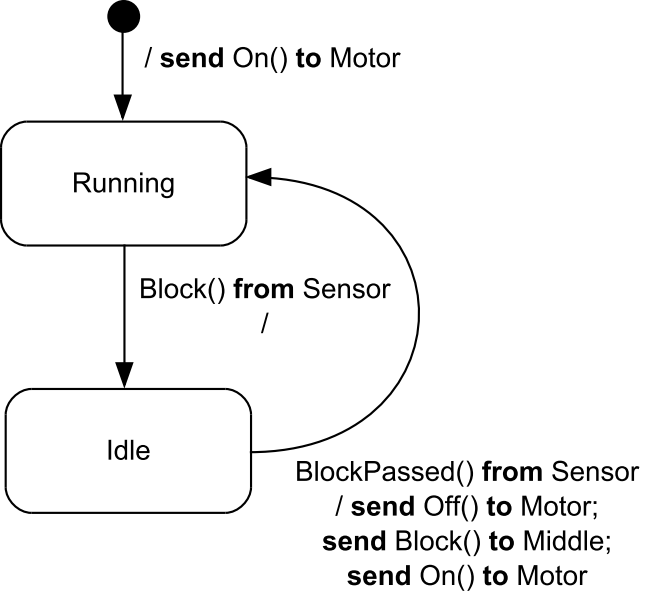 / send On() to Motor
Running
Block() from Sensor
/
Idle
BlockPassed() from Sensor
/ send Off() to Motor;
send Block() to Middle;
send On() to Motor